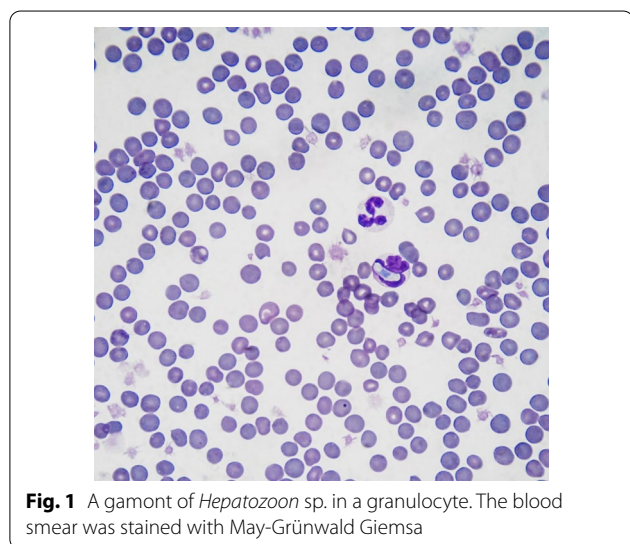 Fig. 1 A gamont of Hepatozoon sp. in a granulocyte. The blood
smear was stained with May-Grünwald Giemsa